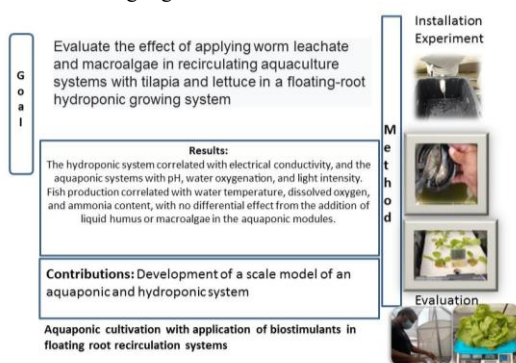 Installation
Experiment
Goal
Evaluate the effect of applying worm leachate
and macroalgae in recirculating aquaculture
systems with tilapia and lettuce in a floating-root
hydroponic growing system
Method
Results:
The hydroponic system correlated with electrical conductivity, and the
aquaponic systems with pH, water oxygenation, and light intensity.
Fish production correlated with water temperature, dissolved oxygen,
and ammonia content, with no differential effect from the addition of
liquid humus or macroalgae in the aquaponic modules.
Contributions: Development of a scale model of an
aquaponic and hydroponic system
Evaluation
Aquaponic cultivation with application of biostimulants in
floating root recirculation systems